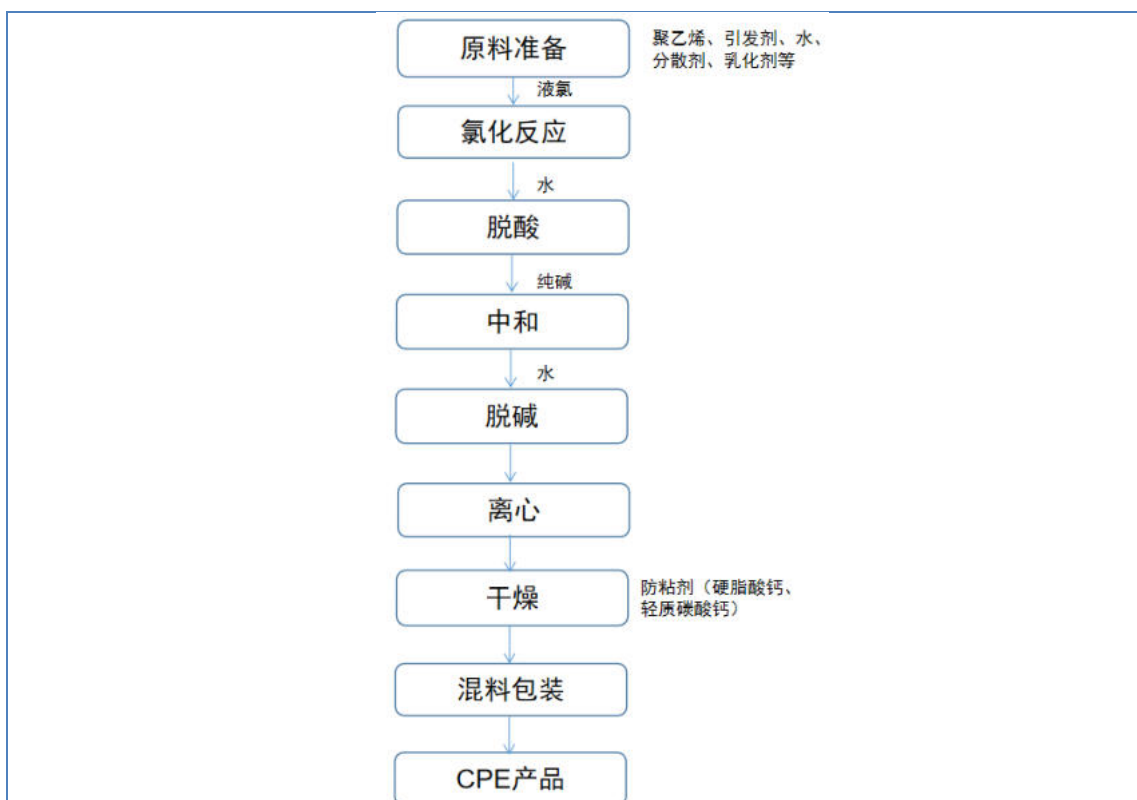 原料准备
聚乙烯、引发剂、水、
分散剂、乳化剂等
液氯
氯化反应
水
脱酸
纯碱
中和
水
脱碱
离心
干燥
防粘剂（硬脂酸钙、
轻质碳酸钙）
混料包装
CPE产品